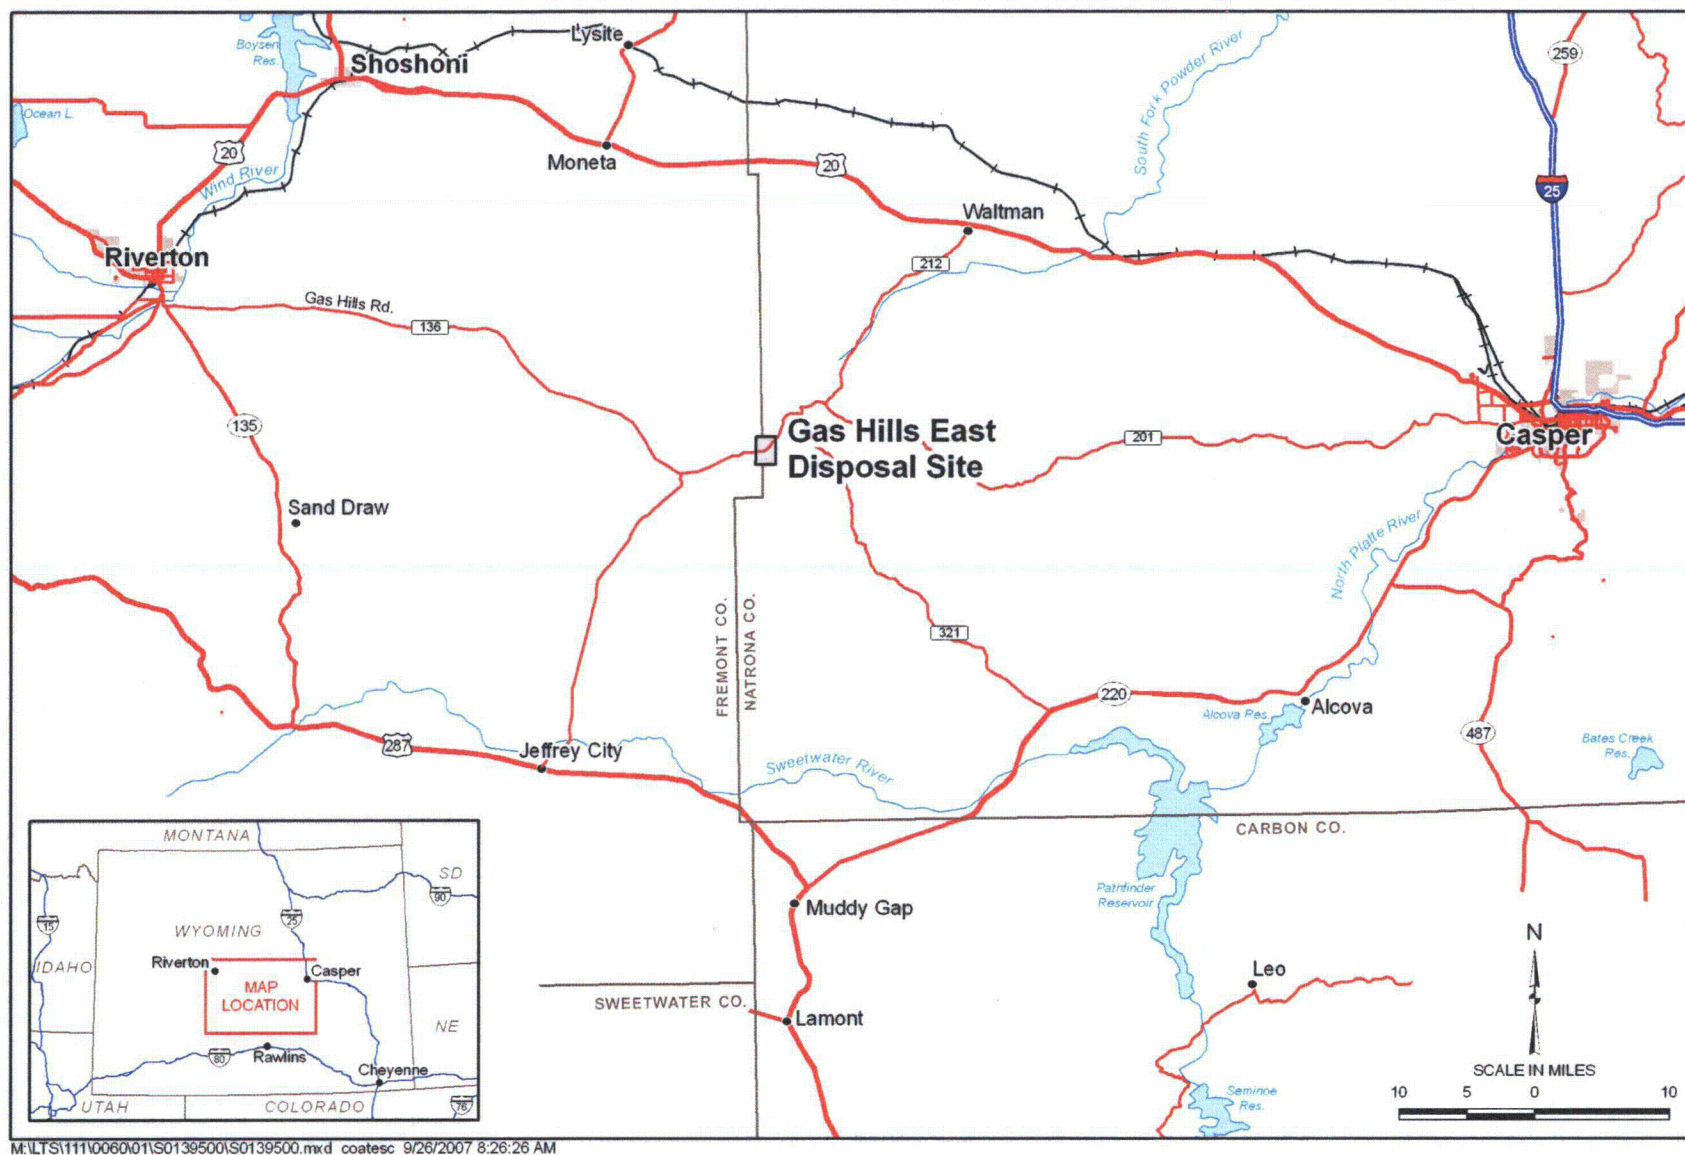 Boysen
Res.
Lysite
Shoshoni
South Fork Powder River
259
Ocean L.
20
Wind River
Moneta
20
25
Waltman
212
Riverton
Gas Hills Rd.
136
135
Gas Hills East
Disposal Site
201
Casper
Sand Draw
North Platte River
FREMONT CO.
NATRONA CO.
321
220
Alcova Res.
Alcova
487
Bates Creek
Res.
287
Jeffrey City
Sweetwater River
CARBON CO.
Pathfinder
Reservoir
Muddy Gap
SWEETWATER CO.
Lamont
Leo
Seminoe
Res.
MONTANA
SD
90
15
25
WYOMING
IDAHO
Riverton
Casper
MAP
LOCATION
NE
80
Rawlins
Cheyenne
UTAH
COLORADO
76
N
SCALE IN MILES
10 5 0 10
M:\LTS\111\0060\01\S0139500\S0139500.mxd coatesc 9/26/2007 8:26:26 AM